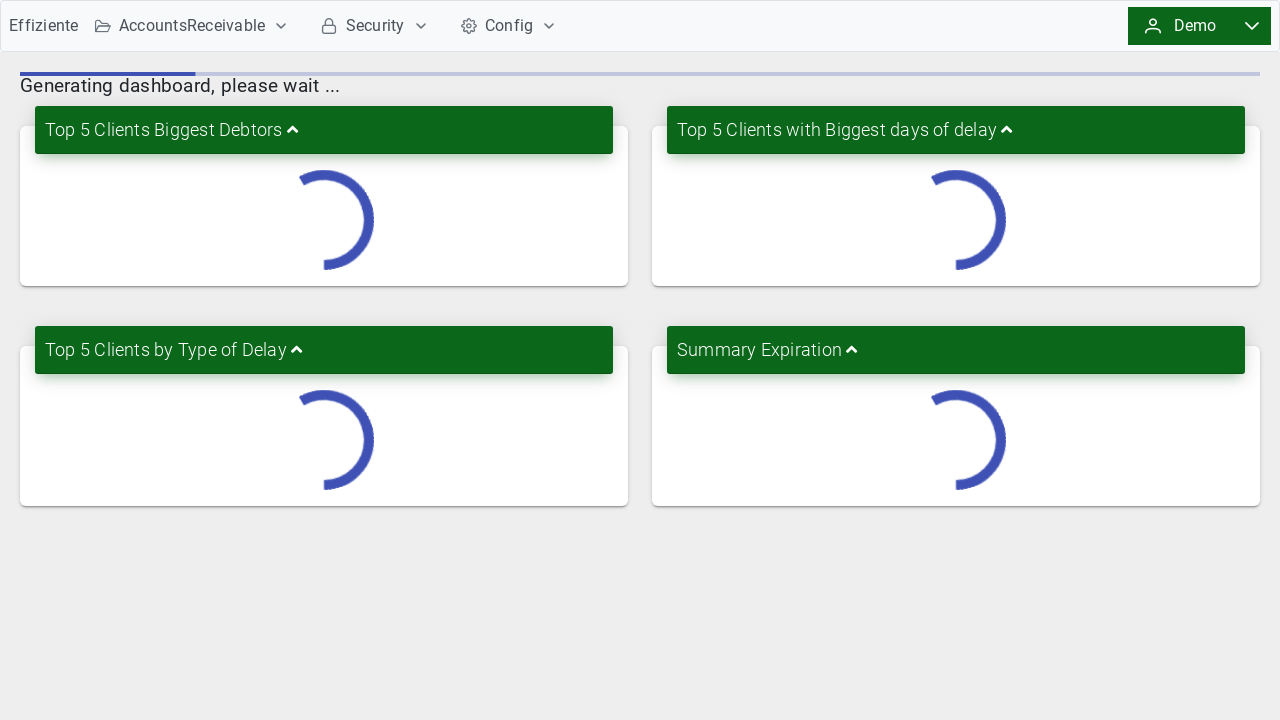 Effiziente AccountsReceivable Security Config Demo
Generating dashboard, please wait ...
Top 5 Clients Biggest Debtors
Top 5 Clients with Biggest days of delay
Top 5 Clients by Type of Delay
Summary Expiration